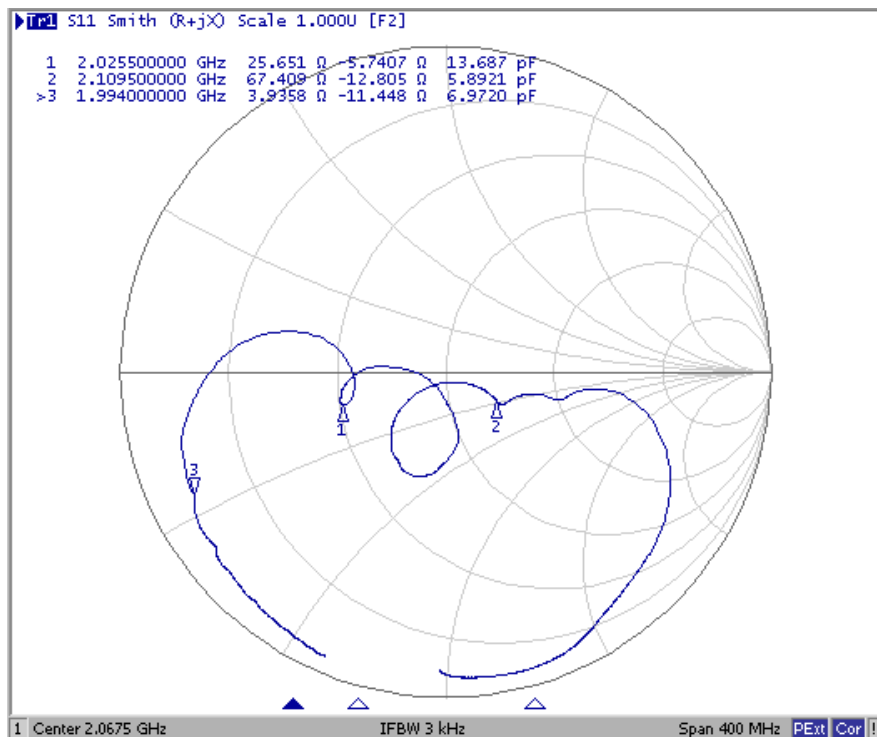 Tr1 S11 Smith (R+jX) Scale 1.000U [F2]
1 2.025500000 GHz 25.651 Ω -5.7407 Ω 13.687 pF
2 2.109500000 GHz 67.409 Ω -12.805 Ω 5.8921 pF
>3 1.994000000 GHz 3.9358 Ω -11.448 Ω 6.9720 pF
1
2
3
1 Center 2.0675 GHz IFBW 3 kHz Span 400 MHz PExt Cor !